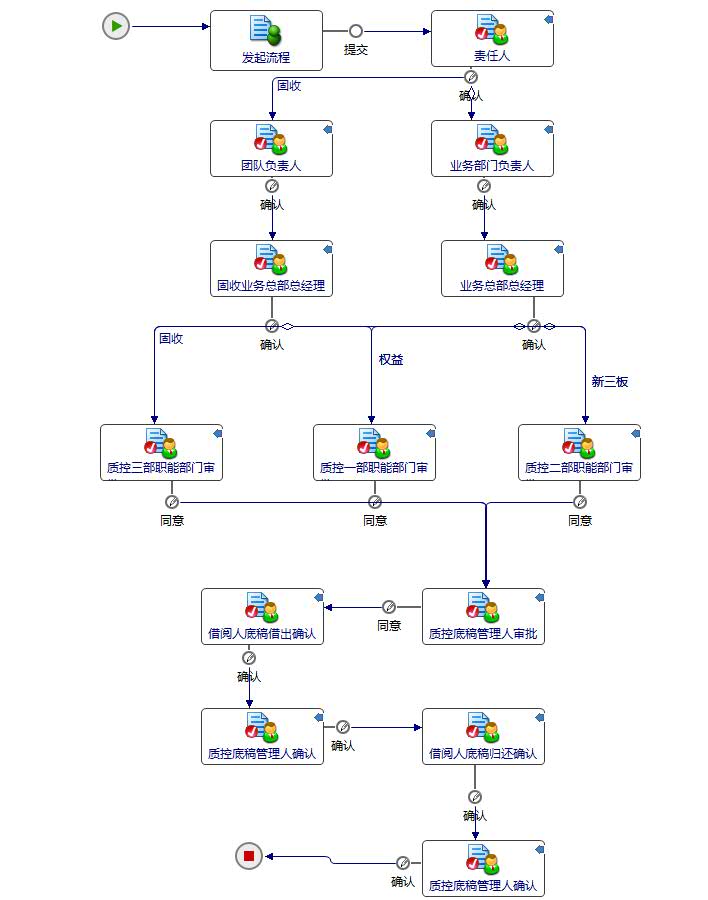 发起流程
提交
责任人
固收
确认
团队负责人
业务部门负责人
确认
确认
固收业务总部总经理
业务总部总经理
固收
确认
权益
确认
新三板
质控三部职能部门审
...
质控一部职能部门审
...
质控二部职能部门审
...
同意
同意
同意
借阅人底稿借出确认
同意
质控底稿管理人审批
确认
质控底稿管理人确认
确认
借阅人底稿归还确认
确认
确认
质控底稿管理人确认